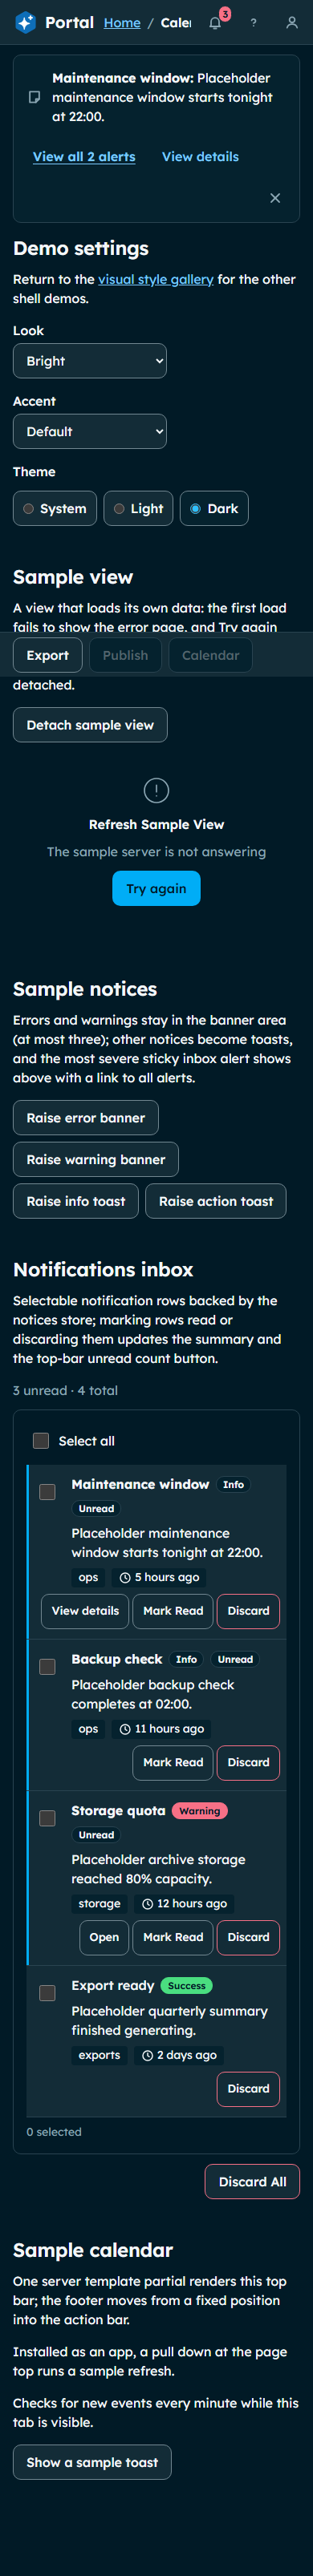 Portal Home / Caler 3 ?
Maintenance window: Placeholder
maintenance window starts tonight
at 22:00.
View all 2 alerts View details
Demo settings
Return to the visual style gallery for the other
shell demos.
Look
Bright
Accent
Default
Theme
System Light Dark
Sample view
A view that loads its own data: the first load
fails to show the error page, and Try again
Export Publish Calendar
detached.
Detach sample view
Refresh Sample View
The sample server is not answering
Try again
Sample notices
Errors and warnings stay in the banner area
(at most three); other notices become toasts,
and the most severe sticky inbox alert shows
above with a link to all alerts.
Raise error banner
Raise warning banner
Raise info toast Raise action toast
Notifications inbox
Selectable notification rows backed by the
notices store; marking rows read or
discarding them updates the summary and
the top-bar unread count button.
3 unread · 4 total
Select all
Maintenance window Info
Unread
Placeholder maintenance
window starts tonight at 22:00.
ops 5 hours ago
View details Mark Read Discard
Backup check Info Unread
Placeholder backup check
completes at 02:00.
ops 11 hours ago
Mark Read Discard
Storage quota Warning
Unread
Placeholder archive storage
reached 80% capacity.
storage 12 hours ago
Open Mark Read Discard
Export ready Success
Placeholder quarterly summary
finished generating.
exports 2 days ago
Discard
0 selected
Discard All
Sample calendar
One server template partial renders this top
bar; the footer moves from a fixed position
into the action bar.
Installed as an app, a pull down at the page
top runs a sample refresh.
Checks for new events every minute while this
tab is visible.
Show a sample toast